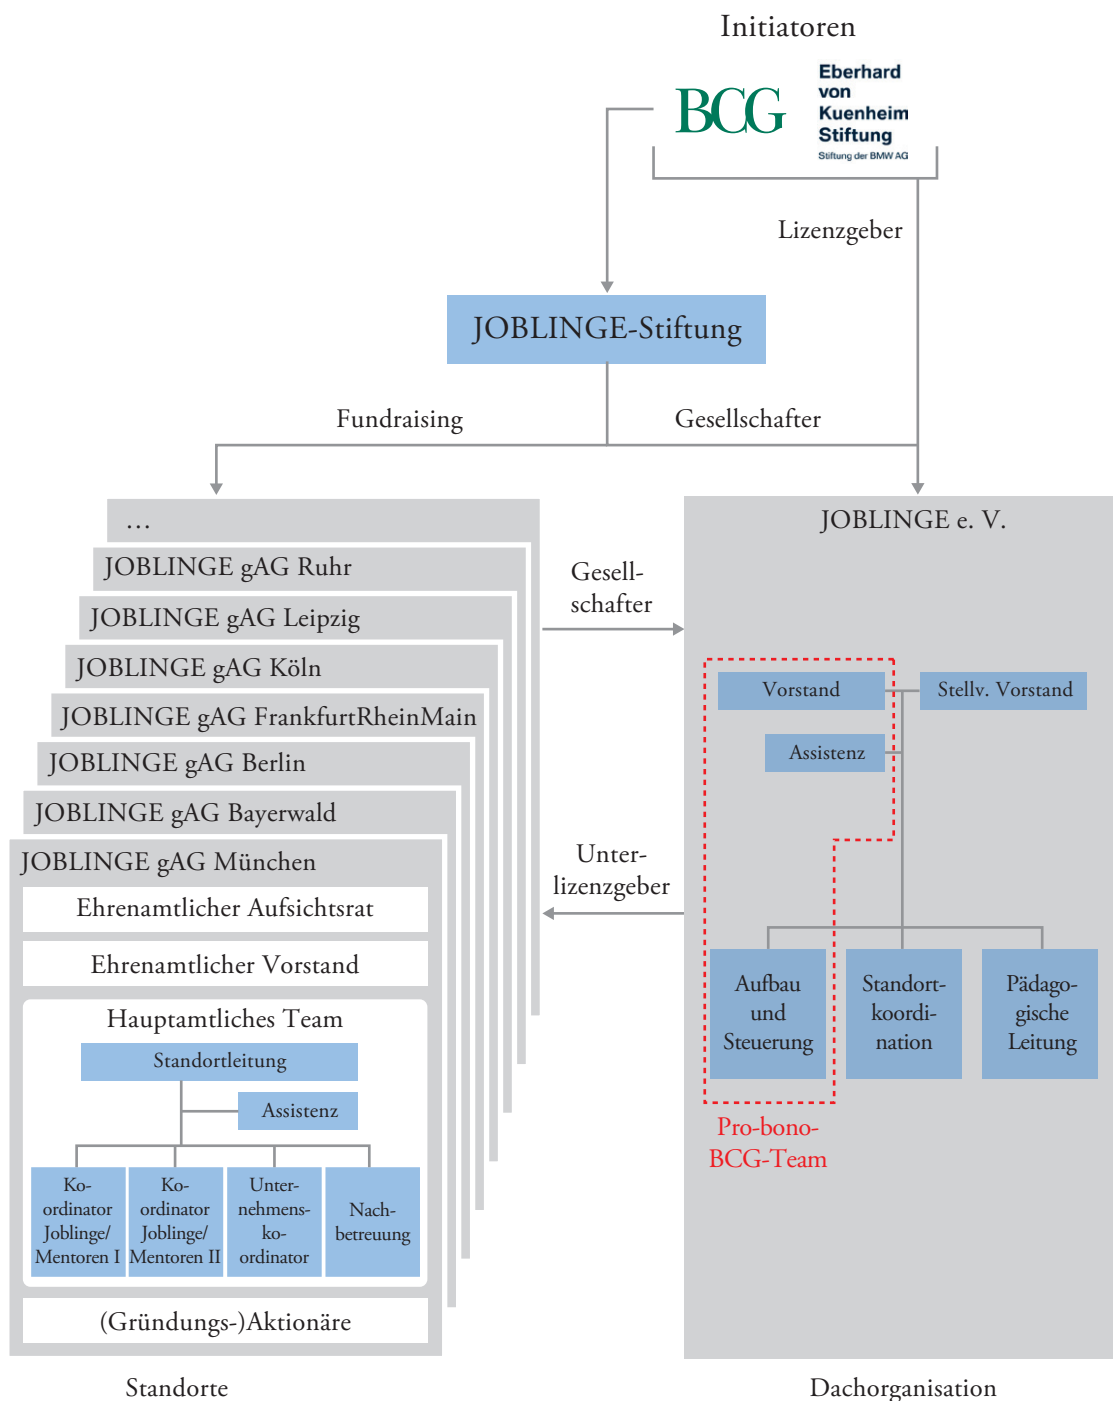 Initiatoren
BCG
Eberhard
von
Kuenheim
Stiftung
Stiftung der BMW AG
Lizenzgeber
JOBLINGE-Stiftung
Fundraising
Gesellschafter
…
JOBLINGE gAG Ruhr
JOBLINGE gAG Leipzig
JOBLINGE gAG Köln
JOBLINGE gAG FrankfurtRheinMain
JOBLINGE gAG Berlin
JOBLINGE gAG Bayerwald
JOBLINGE gAG München
Ehrenamtlicher Aufsichtsrat
Ehrenamtlicher Vorstand
Hauptamtliches Team
Standortleitung
Assistenz
Ko-
ordinator
Joblinge/
Mentoren I
Ko-
ordinator
Joblinge/
Mentoren II
Unter-
nehmens-
ko-
ordinator
Nach-
betreuung
(Gründungs-)Aktionäre
Standorte
Gesell-
schafter
Unter-
lizenzgeber
JOBLINGE e. V.
Vorstand
Stellv. Vorstand
Assistenz
Aufbau
und
Steuerung
Standort-
koordi-
nation
Pädago-
gische
Leitung
Pro-bono-
BCG-Team
Dachorganisation